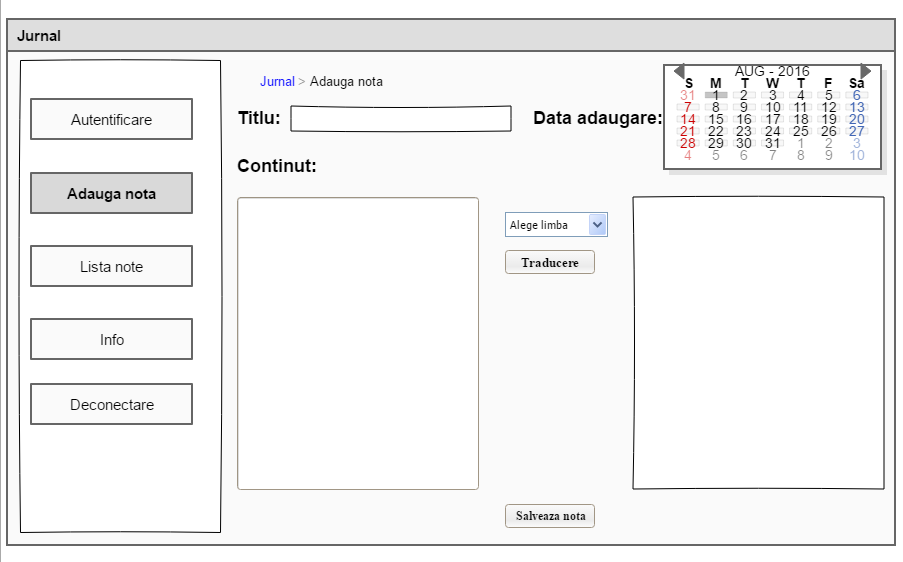 Jurnal
Autentificare
Adauga nota
Lista note
Info
Deconectare
Jurnal > Adauga nota
Titlu:
Data adaugare:
AUG - 2016
S M T W T F Sa
31 1 2 3 4 5 6
7 8 9 10 11 12 13
14 15 16 17 18 19 20
21 22 23 24 25 26 27
28 29 30 31 1 2 3
4 5 6 7 8 9 10
Continut:
Alege limba
Traducere
Salveaza nota